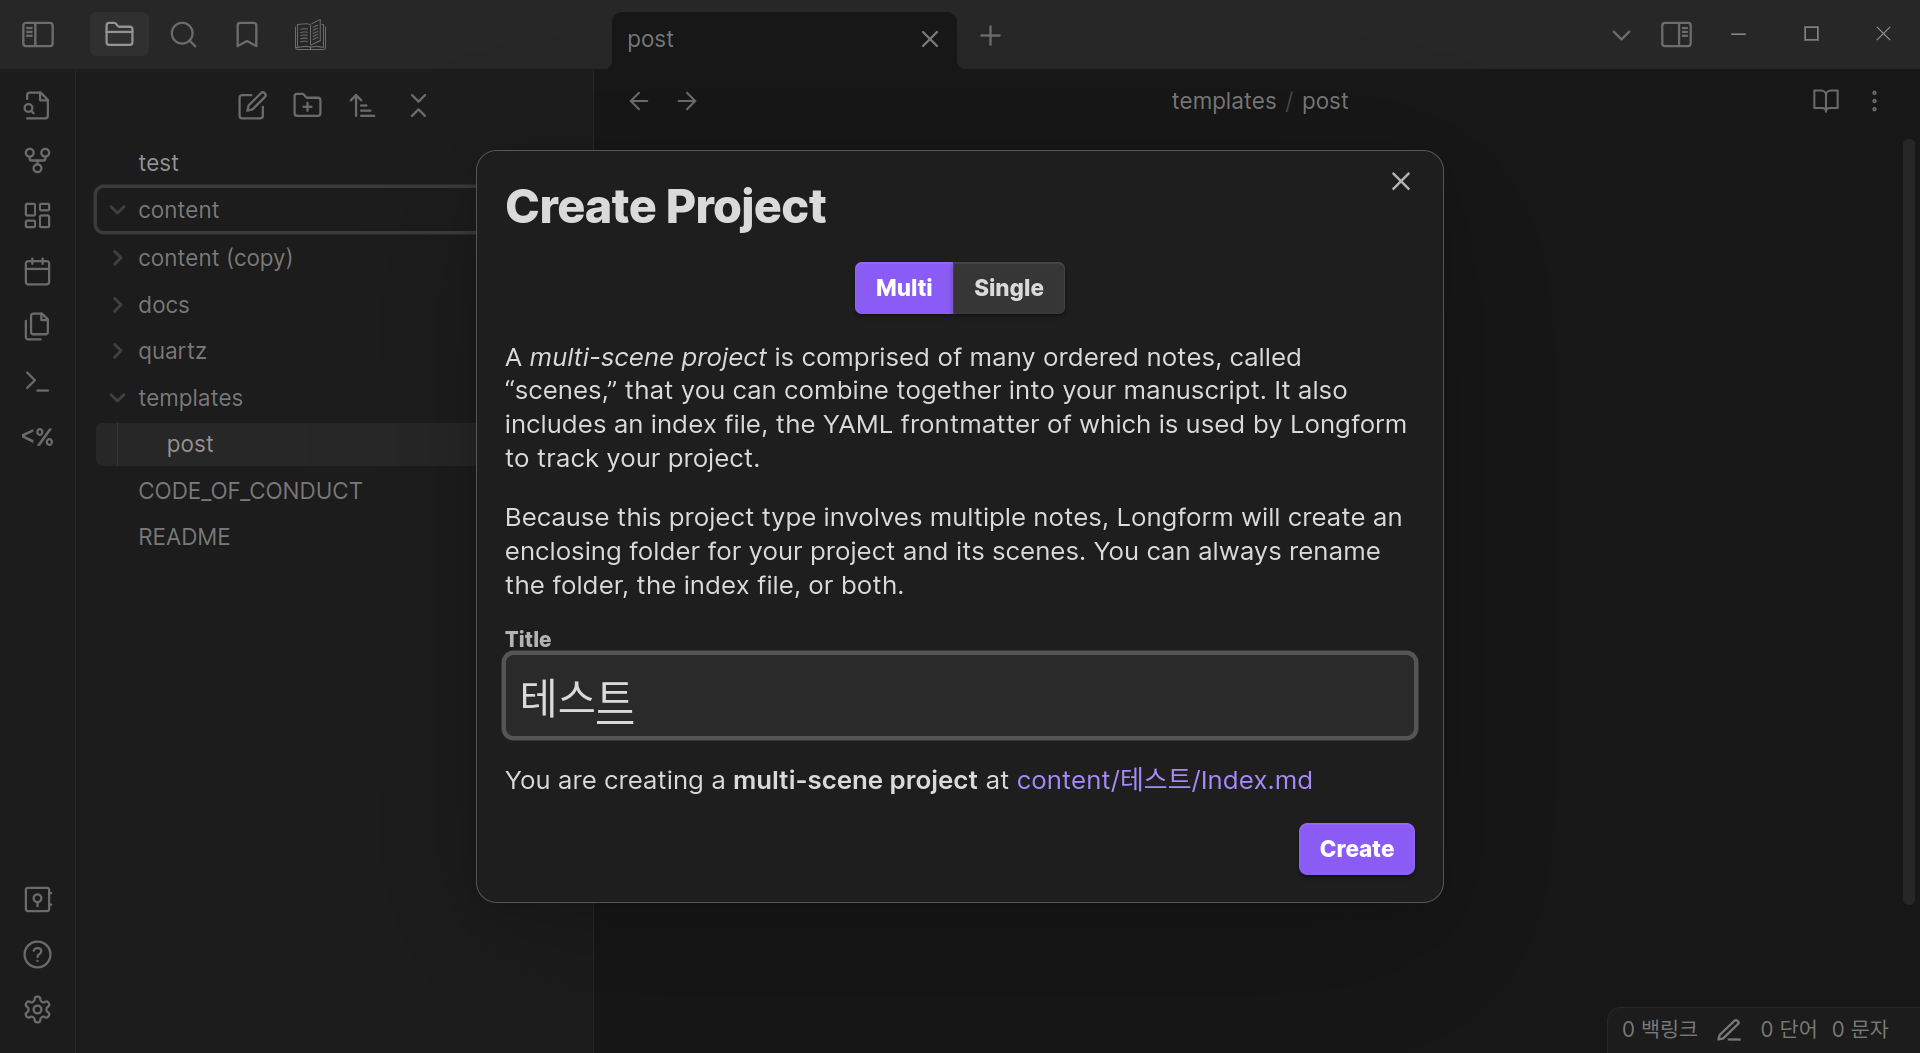 post
templates / post
test
content
content (copy)
docs
quartz
templates
post
CODE_OF_CONDUCT
README
<%
Create Project
Multi Single
A multi-scene project is comprised of many ordered notes, called
“scenes,” that you can combine together into your manuscript. It also
includes an index file, the YAML frontmatter of which is used by Longform
to track your project.
Because this project type involves multiple notes, Longform will create an
enclosing folder for your project and its scenes. You can always rename
the folder, the index file, or both.
Title
테스트
You are creating a multi-scene project at content/테스트/Index.md
Create
0 백링크 0 단어 0 문자